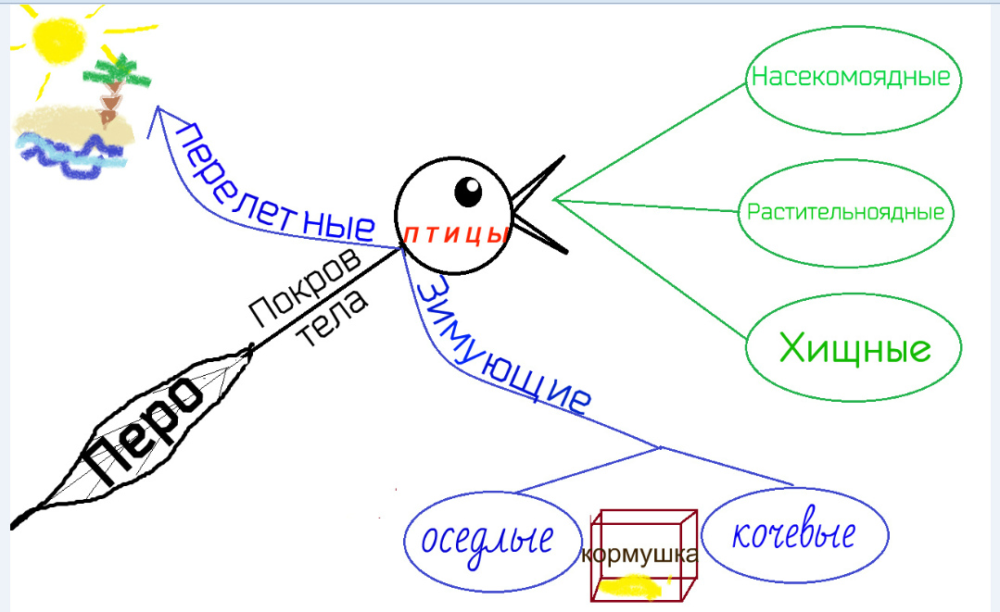 Насекомоядные
перелетные
Растительноядные
птицы
Покров
тела
Зимующие
Хищные
Перо
оседлые
кормушка
кочевые